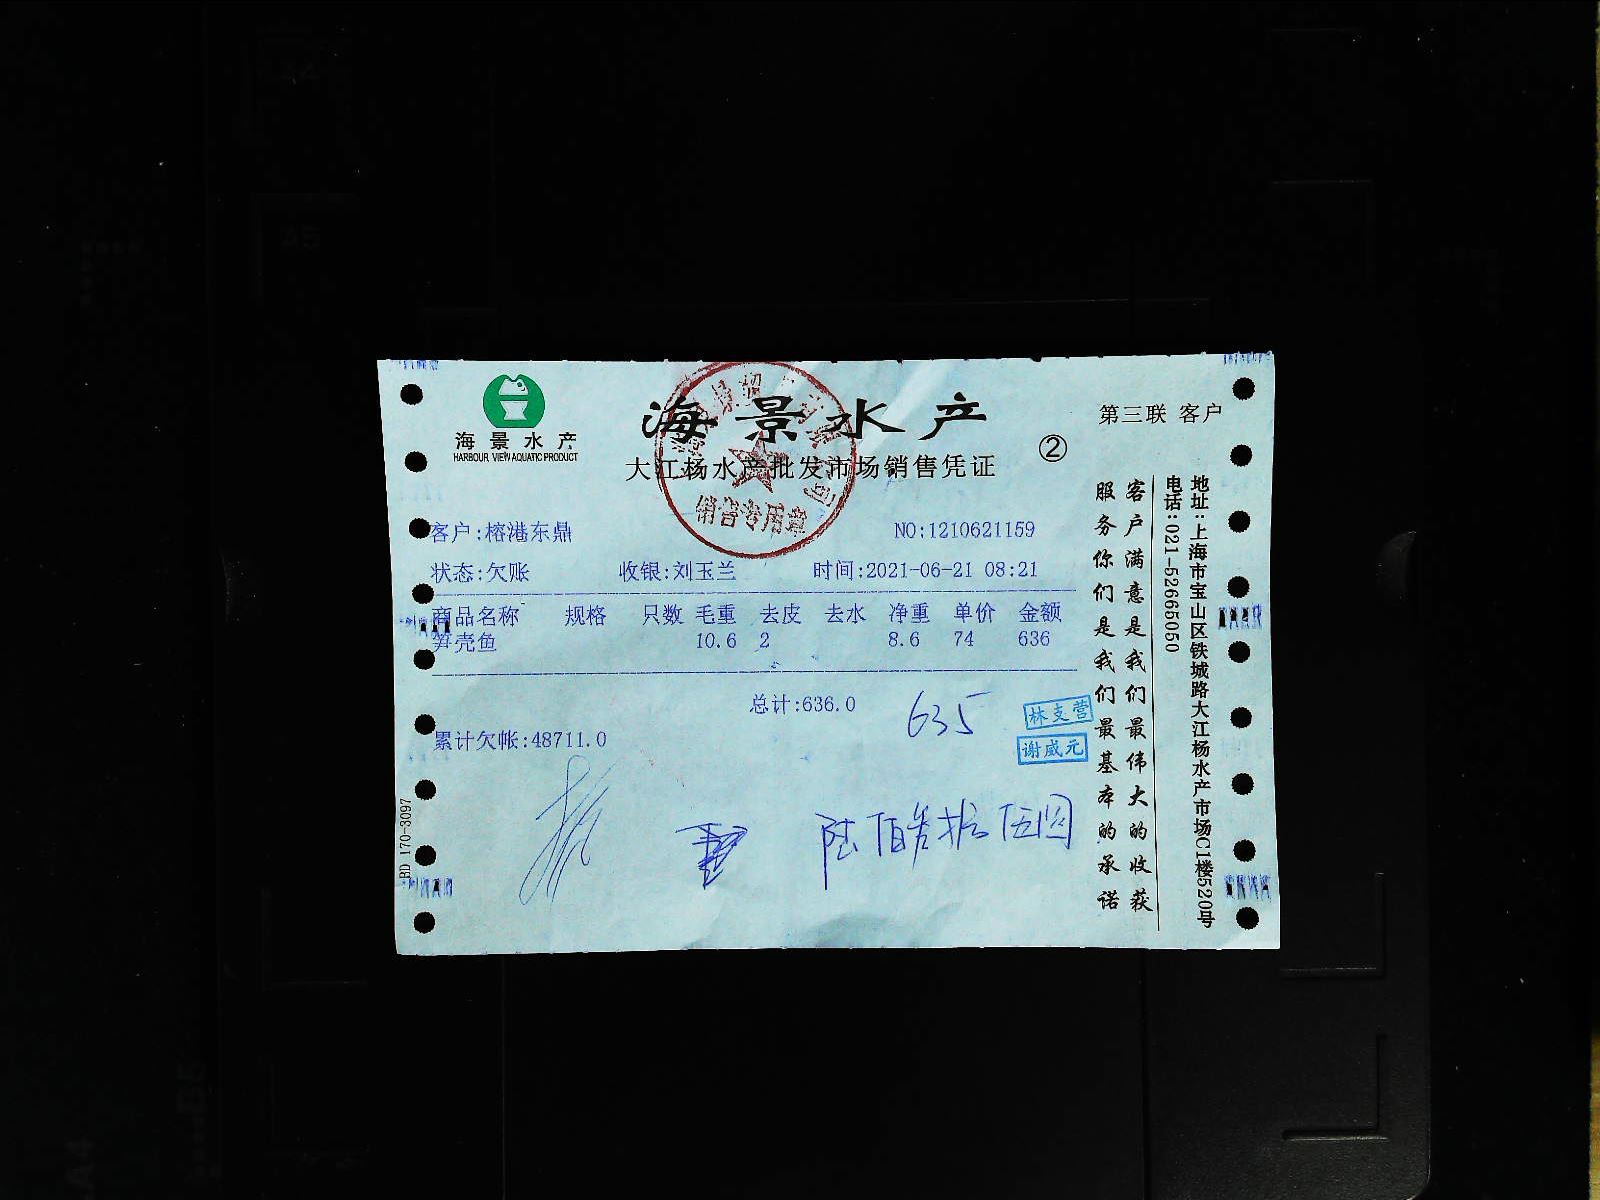 海景水产
HARBOUR VIEW AQUATIC PRODUCT
海景水产
大江杨水产批发市场销售凭证
②
第三联 客户
销售专用章
客户:榕港东鼎
NO:1210621159
状态:欠账 收银:刘玉兰 时间:2021-06-21 08:21
商品名称 规格 只数 毛重 去皮 去水 净重 单价 金额
笋壳鱼 10.6 2 8.6 74 636
总计:636.0
635
林支营
谢威元
累计欠帐:48711.0
陆佰叁拾伍圆
BD 170-3097
客户满意是我们最伟大的收获
服务你们是我们最基本的承诺
地址:上海市宝山区铁城路大江杨水产市场C1楼520号
电话:021-52665050